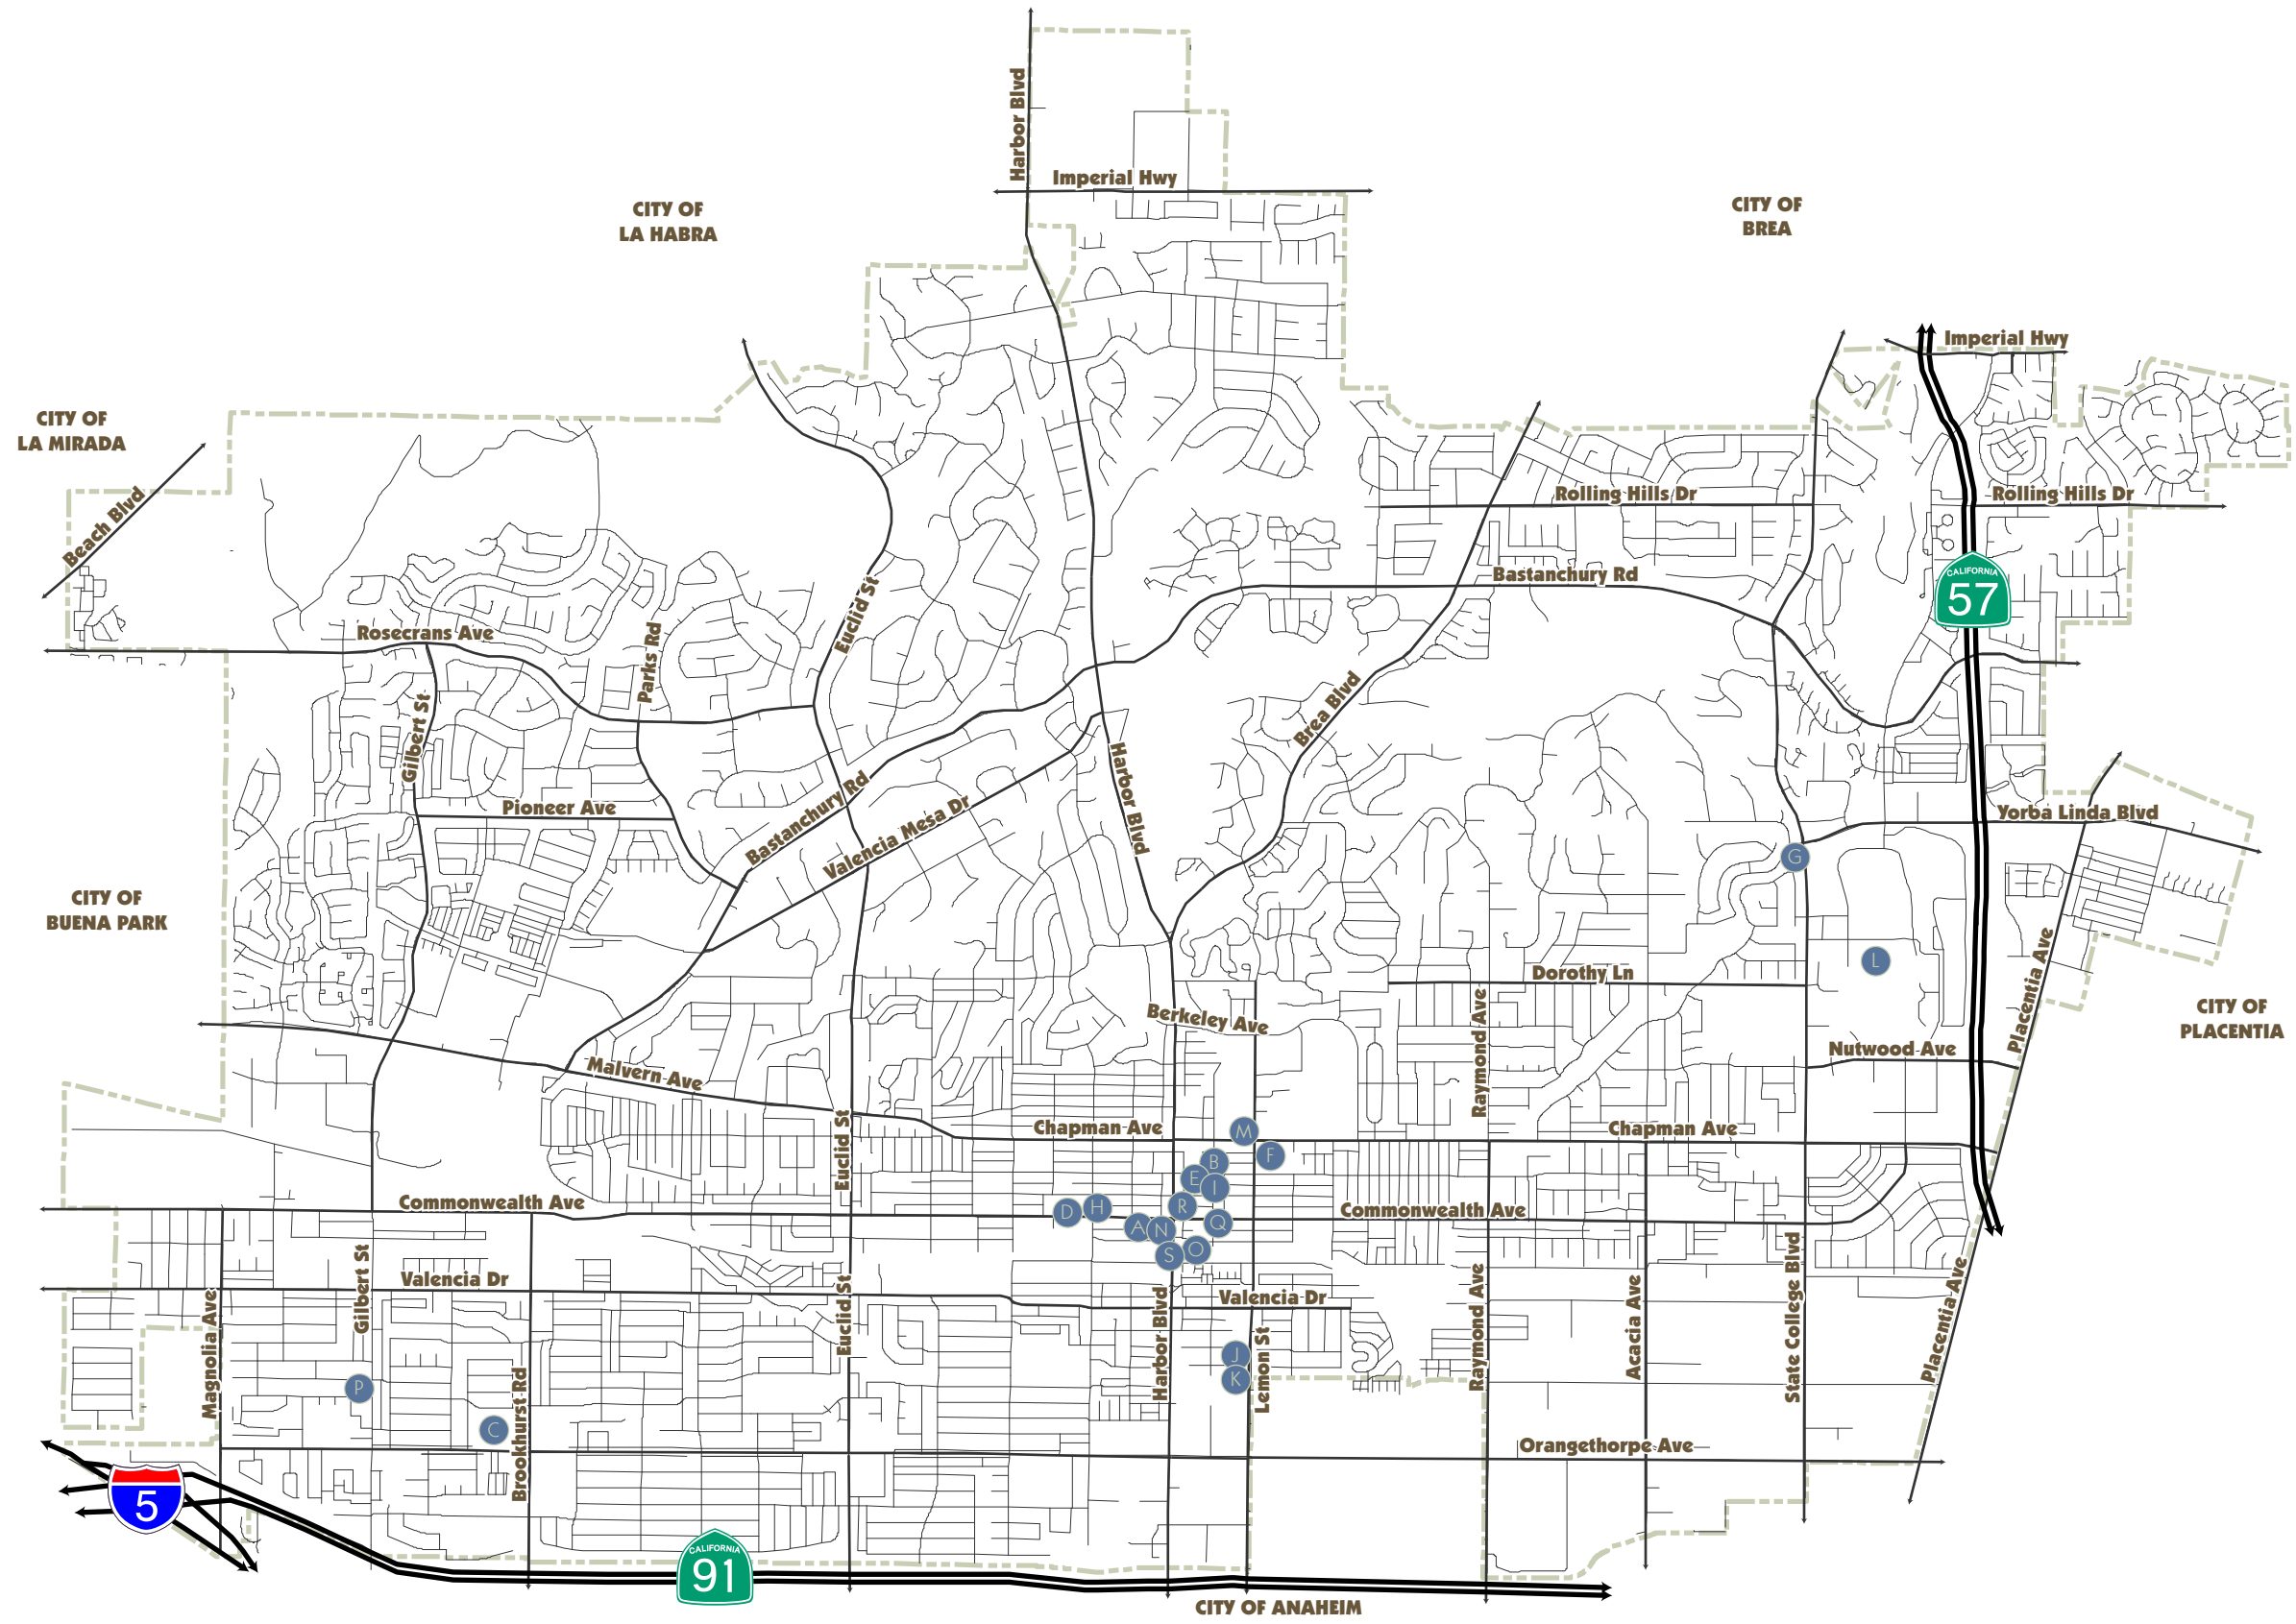 Harbor Blvd
Imperial Hwy
CITY OF
LA HABRA
CITY OF
BREA
Imperial Hwy
CITY OF
LA MIRADA
Beach Blvd
Rolling Hills Dr
Rolling Hills Dr
Bastanchury Rd
CALIFORNIA
57
Euclid St
Rosecrans Ave
Parks Rd
Gilbert St
Brea Blvd
Harbor Blvd
Pioneer Ave
Bastanchury Rd
Valencia Mesa Dr
Yorba Linda Blvd
G
CITY OF
BUENA PARK
L
Dorothy Ln
Placentia Ave
CITY OF
PLACENTIA
Berkeley Ave
Raymond Ave
Nutwood Ave
Malvern Ave
Euclid St
Chapman Ave
M
Chapman Ave
F
B
E
I
Commonwealth Ave
D
H
R
Commonwealth Ave
A
N
Q
S
O
Gilbert St
Valencia Dr
Euclid St
Valencia Dr
Magnolia Ave
Harbor Blvd
Lemon St
Raymond Ave
Acacia Ave
State College Blvd
Placentia Ave
J
K
P
C
Brookhurst Rd
Orangethorpe Ave
5
CALIFORNIA
91
CITY OF ANAHEIM